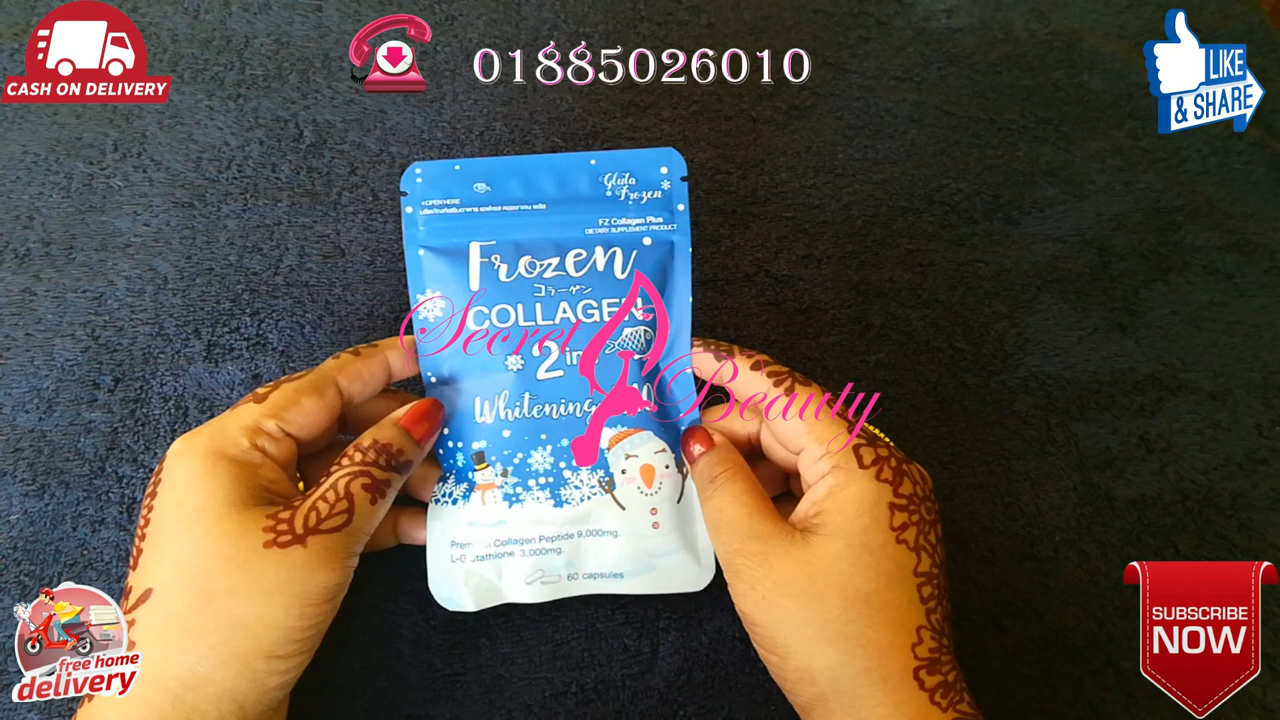 CASH ON DELIVERY
01885026010
LIKE
& SHARE
Gluta
Frozen
OPEN HERE
FZ Collagen Plus
DIETARY SUPPLEMENT PRODUCT
Frozen
コラーゲン
COLLAGEN
2 in
Whitening
Secret Beauty
Collagen Peptide 9,000mg.
3,000mg.
60 capsules
free home
delivery
SUBSCRIBE
NOW